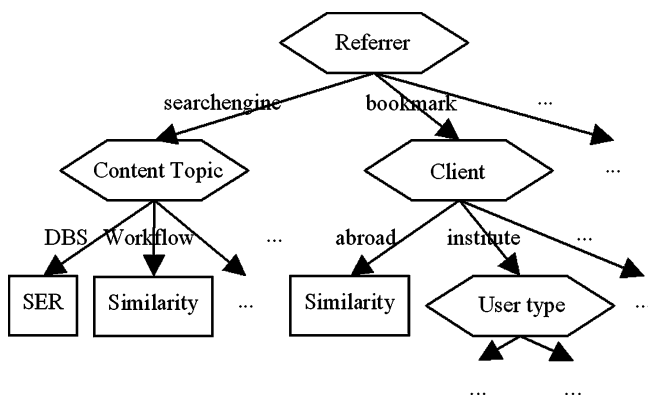 Referrer
searchengine
bookmark
...
Content Topic
Client
...
DBS
Workflow
...
abroad
institute
...
SER
Similarity
...
Similarity
User type
...
...
...